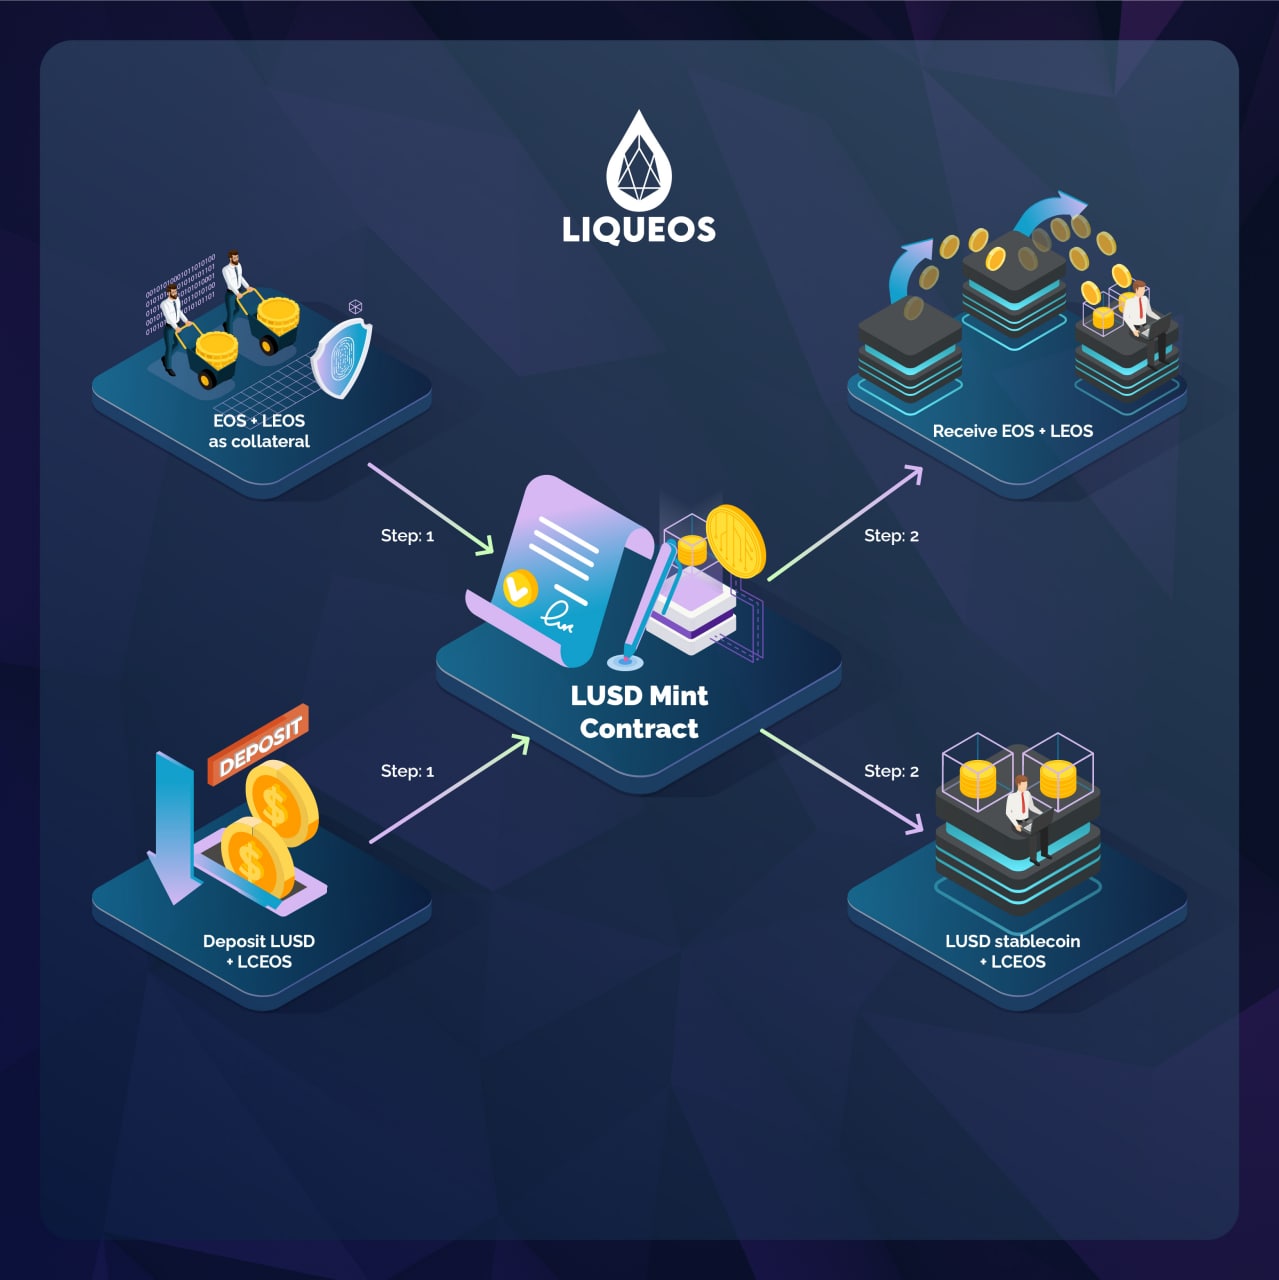 LIQUEOS
EOS + LEOS
as collateral
Receive EOS + LEOS
Step: 1
Step: 2
LUSD Mint
Contract
DEPOSIT
Step: 1
Step: 2
Deposit LUSD
+ LCEOS
LUSD stablecoin
+ LCEOS